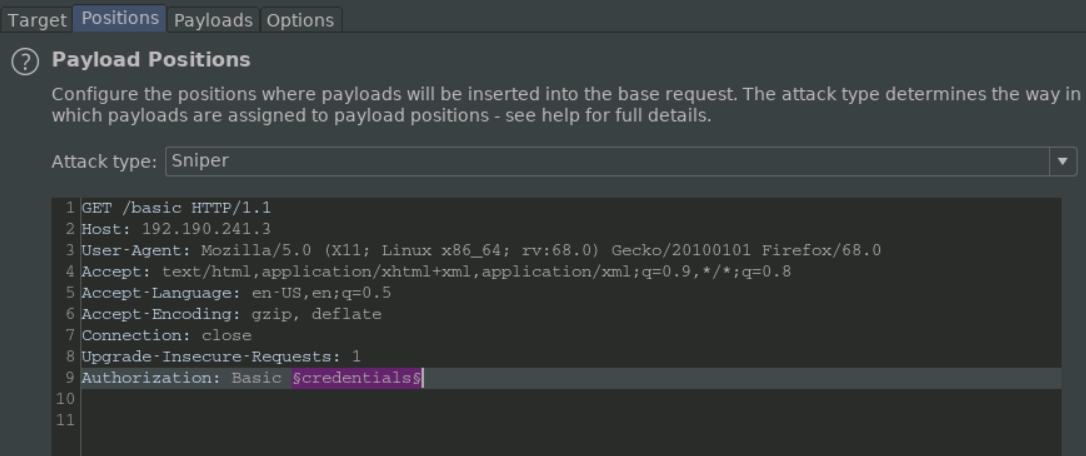 Target Positions Payloads Options
? Payload Positions
Configure the positions where payloads will be inserted into the base request. The attack type determines the way in
which payloads are assigned to payload positions - see help for full details.
Attack type: Sniper
1 GET /basic HTTP/1.1
2 Host: 192.190.241.3
3 User-Agent: Mozilla/5.0 (X11; Linux x86_64; rv:68.0) Gecko/20100101 Firefox/68.0
4 Accept: text/html,application/xhtml+xml,application/xml;q=0.9,*/*;q=0.8
5 Accept-Language: en-US,en;q=0.5
6 Accept-Encoding: gzip, deflate
7 Connection: close
8 Upgrade-Insecure-Requests: 1
9 Authorization: Basic §credentials§
10
11